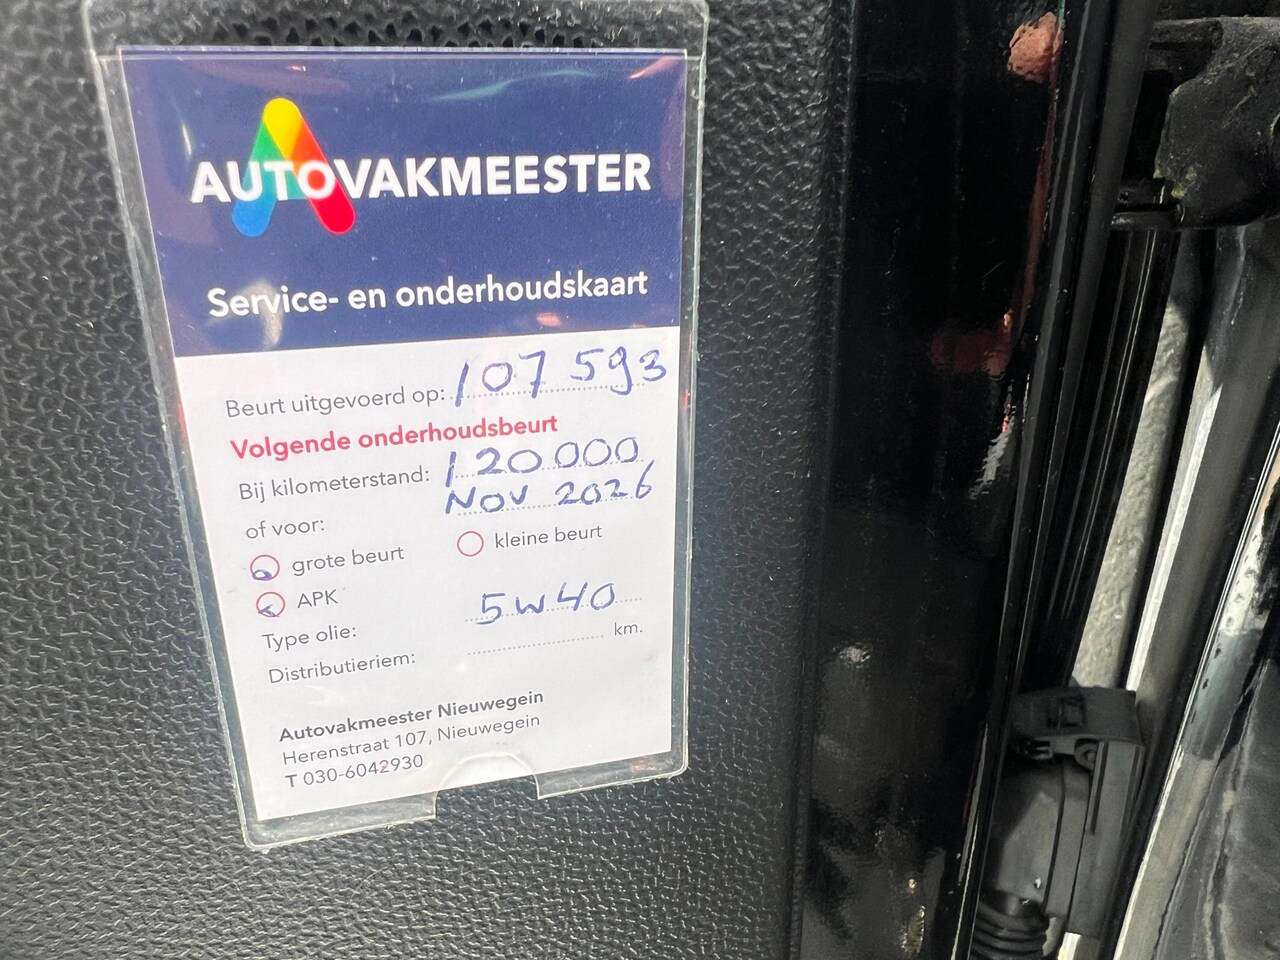 AUTOVAKMEESTER
Service- en onderhoudskaart
Beurt uitgevoerd op: 107 593
Volgende onderhoudsbeurt
Bij kilometerstand: 120 000
of voor: Nov 2026
grote beurt kleine beurt
APK
Type olie: 5W40
Distributieriem: km.
Autovakmeester Nieuwegein
Herenstraat 107, Nieuwegein
T 030-6042930